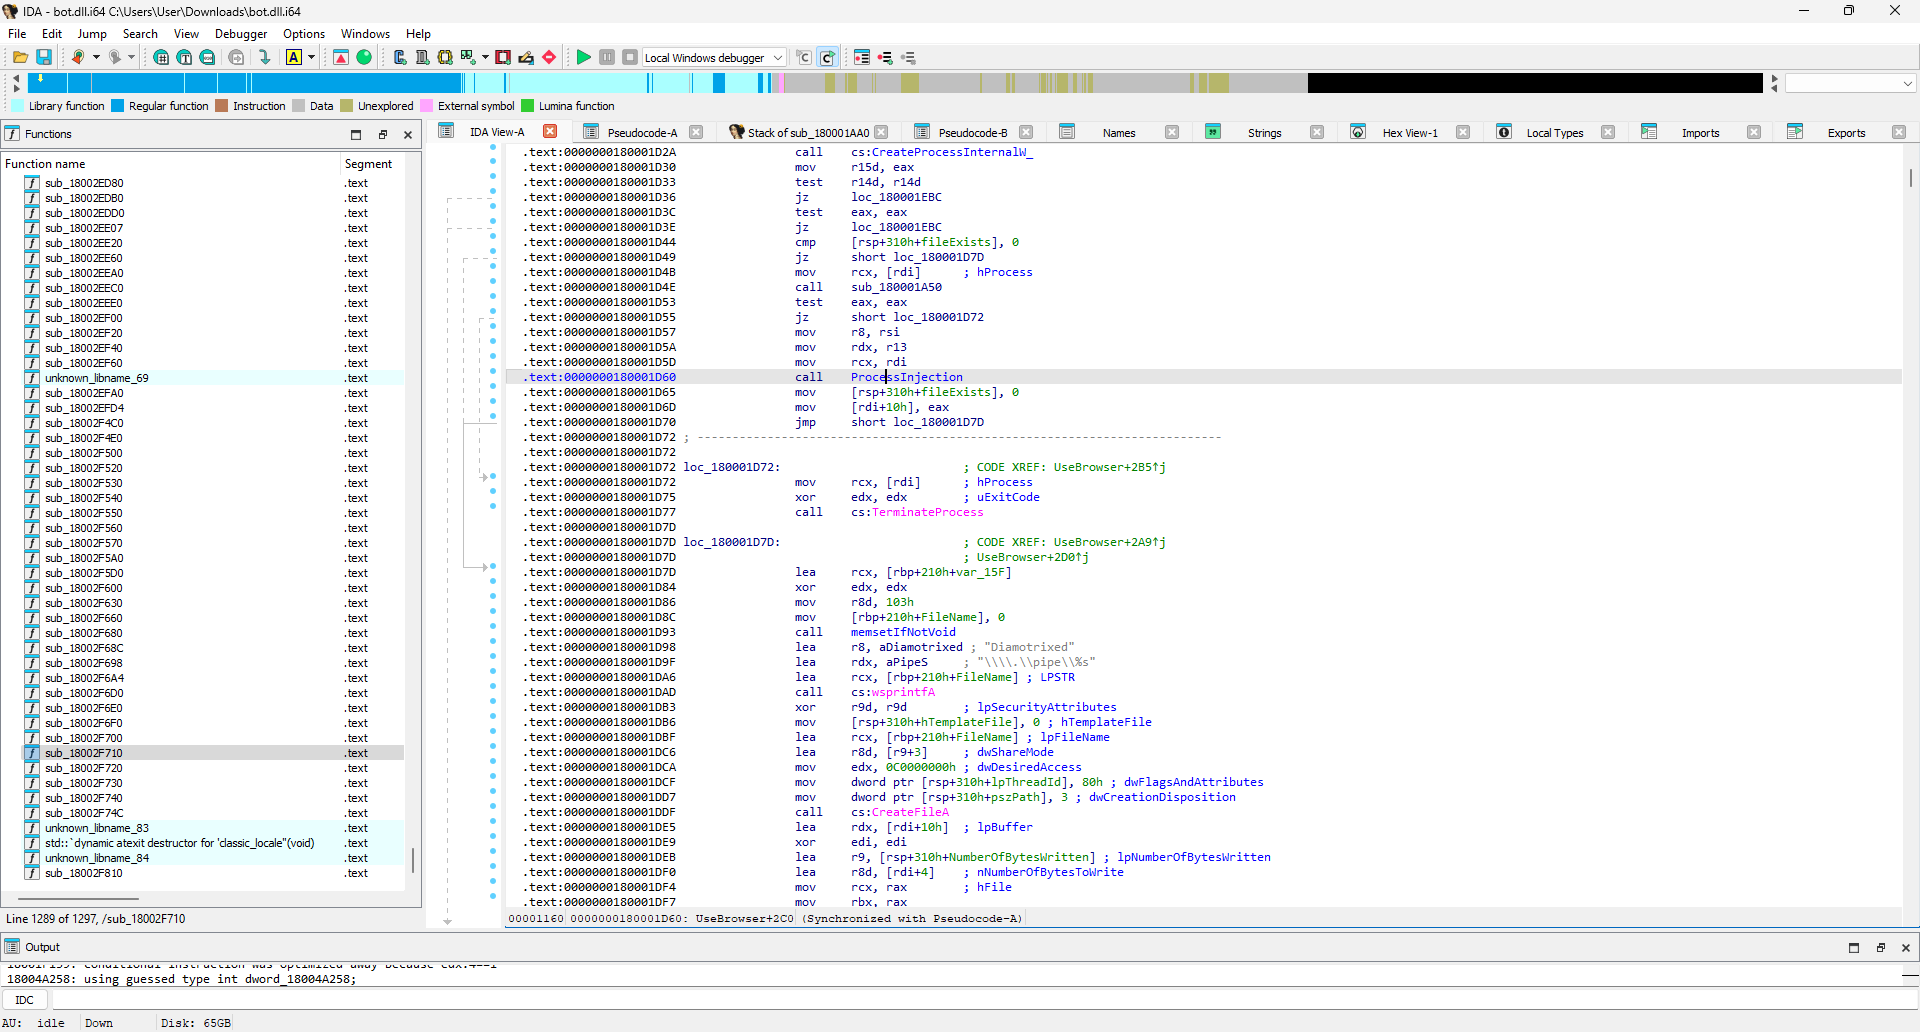 IDA - bot.dll.i64 C:\Users\User\Downloads\bot.dll.i64
File Edit Jump Search View Debugger Options Windows Help
Local Windows debugger
Library function Regular function Instruction Data Unexplored External symbol Lumina function
Functions
IDA View-A Pseudocode-A Stack of sub_180001AA0 Pseudocode-B Names Strings Hex View-1 Local Types Imports Exports
Function name Segment
sub_18002ED80 .text
sub_18002EDB0 .text
sub_18002EDD0 .text
sub_18002EE07 .text
sub_18002EE20 .text
sub_18002EE60 .text
sub_18002EEA0 .text
sub_18002EEC0 .text
sub_18002EEE0 .text
sub_18002EF00 .text
sub_18002EF20 .text
sub_18002EF40 .text
sub_18002EF60 .text
unknown_libname_69 .text
sub_18002EFA0 .text
sub_18002EFD4 .text
sub_18002F4C0 .text
sub_18002F4E0 .text
sub_18002F500 .text
sub_18002F520 .text
sub_18002F530 .text
sub_18002F540 .text
sub_18002F550 .text
sub_18002F560 .text
sub_18002F570 .text
sub_18002F5A0 .text
sub_18002F5D0 .text
sub_18002F600 .text
sub_18002F630 .text
sub_18002F660 .text
sub_18002F680 .text
sub_18002F68C .text
sub_18002F698 .text
sub_18002F6A4 .text
sub_18002F6D0 .text
sub_18002F6E0 .text
sub_18002F6F0 .text
sub_18002F700 .text
sub_18002F710 .text
sub_18002F720 .text
sub_18002F730 .text
sub_18002F740 .text
sub_18002F74C .text
unknown_libname_83 .text
std::`dynamic atexit destructor for 'classic_locale''(void) .text
unknown_libname_84 .text
sub_18002F810 .text
Line 1289 of 1297, /sub_18002F710
.text:0000000180001D2A call cs:CreateProcessInternalW_
.text:0000000180001D30 mov r15d, eax
.text:0000000180001D33 test r14d, r14d
.text:0000000180001D36 jz loc_180001EBC
.text:0000000180001D3C test eax, eax
.text:0000000180001D3E jz loc_180001EBC
.text:0000000180001D44 cmp [rsp+310h+fileExists], 0
.text:0000000180001D49 jz short loc_180001D7D
.text:0000000180001D4B mov rcx, [rdi] ; hProcess
.text:0000000180001D4E call sub_180001A50
.text:0000000180001D53 test eax, eax
.text:0000000180001D55 jz short loc_180001D72
.text:0000000180001D57 mov r8, rsi
.text:0000000180001D5A mov rdx, r13
.text:0000000180001D5D mov rcx, rdi
.text:0000000180001D60 call ProcessInjection
.text:0000000180001D65 mov [rsp+310h+fileExists], 0
.text:0000000180001D6D mov [rdi+10h], eax
.text:0000000180001D70 jmp short loc_180001D7D
.text:0000000180001D72 ; ---------------------------------------------------------------------------
.text:0000000180001D72
.text:0000000180001D72 loc_180001D72: ; CODE XREF: UseBrowser+2B5↑j
.text:0000000180001D72 mov rcx, [rdi] ; hProcess
.text:0000000180001D75 xor edx, edx ; uExitCode
.text:0000000180001D77 call cs:TerminateProcess
.text:0000000180001D7D
.text:0000000180001D7D loc_180001D7D: ; CODE XREF: UseBrowser+2A9↑j
.text:0000000180001D7D ; UseBrowser+2D0↑j
.text:0000000180001D7D lea rcx, [rbp+210h+var_15F]
.text:0000000180001D84 xor edx, edx
.text:0000000180001D86 mov r8d, 103h
.text:0000000180001D8C mov [rbp+210h+FileName], 0
.text:0000000180001D93 call memsetIfNotVoid
.text:0000000180001D98 lea r8, aDiamotrixed ; "Diamotrixed"
.text:0000000180001D9F lea rdx, aPipeS ; "\\\\.\\pipe\\%s"
.text:0000000180001DA6 lea rcx, [rbp+210h+FileName] ; LPSTR
.text:0000000180001DAD call cs:wsprintfA
.text:0000000180001DB3 xor r9d, r9d ; lpSecurityAttributes
.text:0000000180001DB6 mov [rsp+310h+hTemplateFile], 0 ; hTemplateFile
.text:0000000180001DBF lea rcx, [rbp+210h+FileName] ; lpFileName
.text:0000000180001DC6 lea r8d, [r9+3] ; dwShareMode
.text:0000000180001DCA mov edx, 0C0000000h ; dwDesiredAccess
.text:0000000180001DCF mov dword ptr [rsp+310h+lpThreadId], 80h ; dwFlagsAndAttributes
.text:0000000180001DD7 mov dword ptr [rsp+310h+pszPath], 3 ; dwCreationDisposition
.text:0000000180001DDF call cs:CreateFileA
.text:0000000180001DE5 lea rdx, [rdi+10h] ; lpBuffer
.text:0000000180001DE9 xor edi, edi
.text:0000000180001DEB lea r9, [rsp+310h+NumberOfBytesWritten] ; lpNumberOfBytesWritten
.text:0000000180001DF0 lea r8d, [rdi+4] ; nNumberOfBytesToWrite
.text:0000000180001DF4 mov rcx, rax ; hFile
.text:0000000180001DF7 mov rbx, rax
00001160 0000000180001D60: UseBrowser+2C0 (Synchronized with Pseudocode-A)
Output
18004A258: using guessed type int dword_18004A258;
IDC
AU: idle Down Disk: 65GB